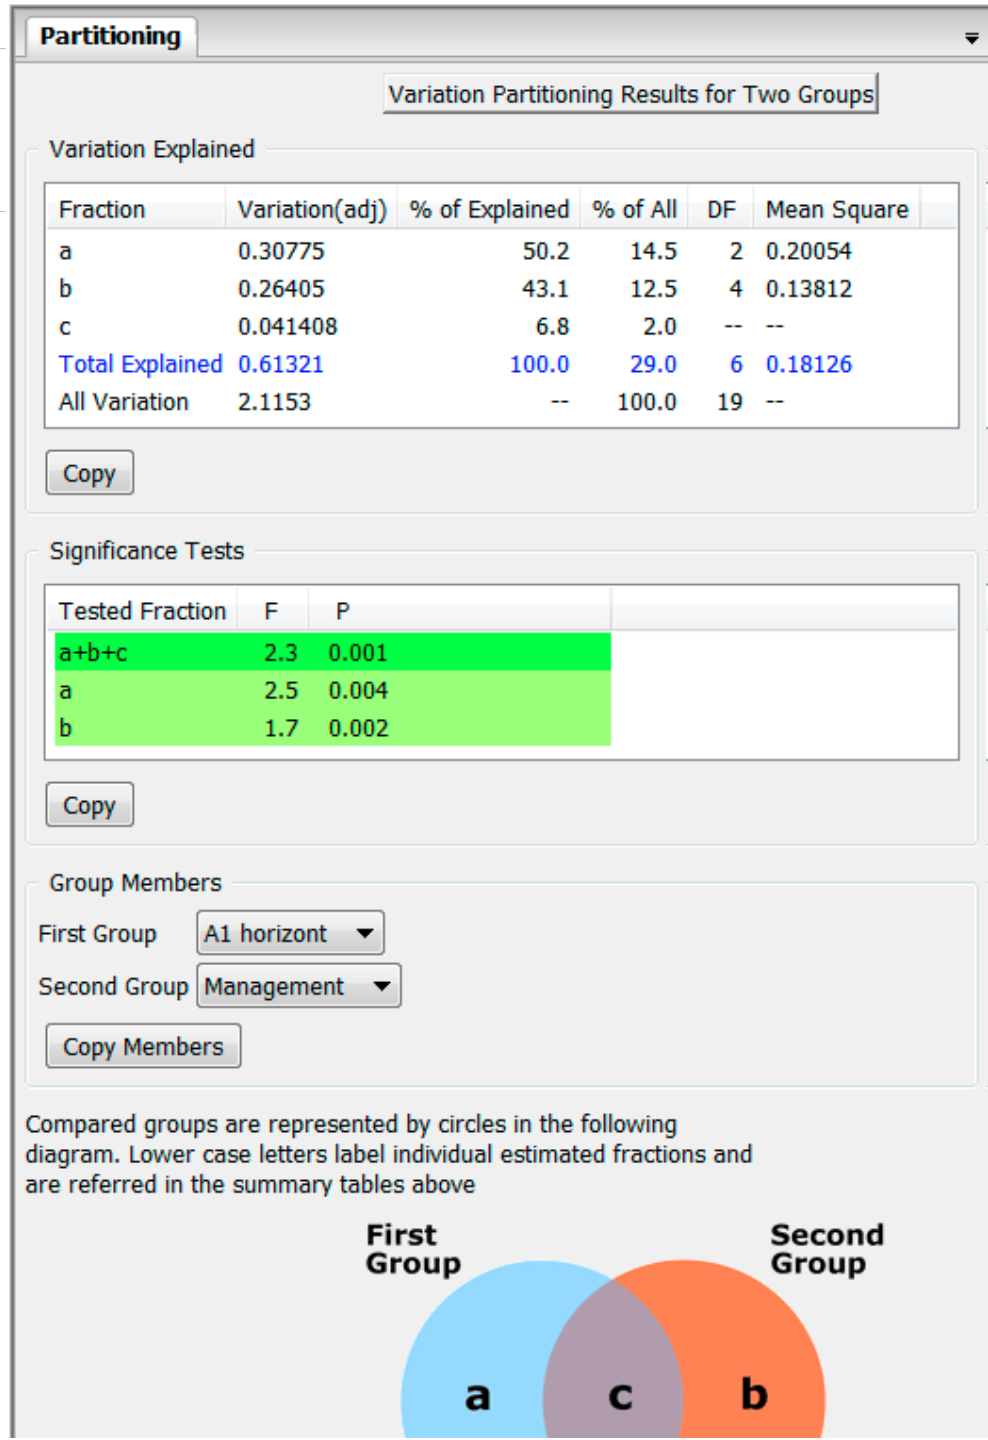 Partitioning
Variation Partitioning Results for Two Groups
Variation Explained
Fraction Variation(adj) % of Explained % of All DF Mean Square
a 0.30775 50.2 14.5 2 0.20054
b 0.26405 43.1 12.5 4 0.13812
c 0.041408 6.8 2.0 -- --
Total Explained 0.61321 100.0 29.0 6 0.18126
All Variation 2.1153 -- 100.0 19 --
Copy
Significance Tests
Tested Fraction F P
a+b+c 2.3 0.001
a 2.5 0.004
b 1.7 0.002
Copy
Group Members
First Group A1 horizont
Second Group Management
Copy Members
Compared groups are represented by circles in the following
diagram. Lower case letters label individual estimated fractions and
are referred in the summary tables above
First Second
Group Group
a c b